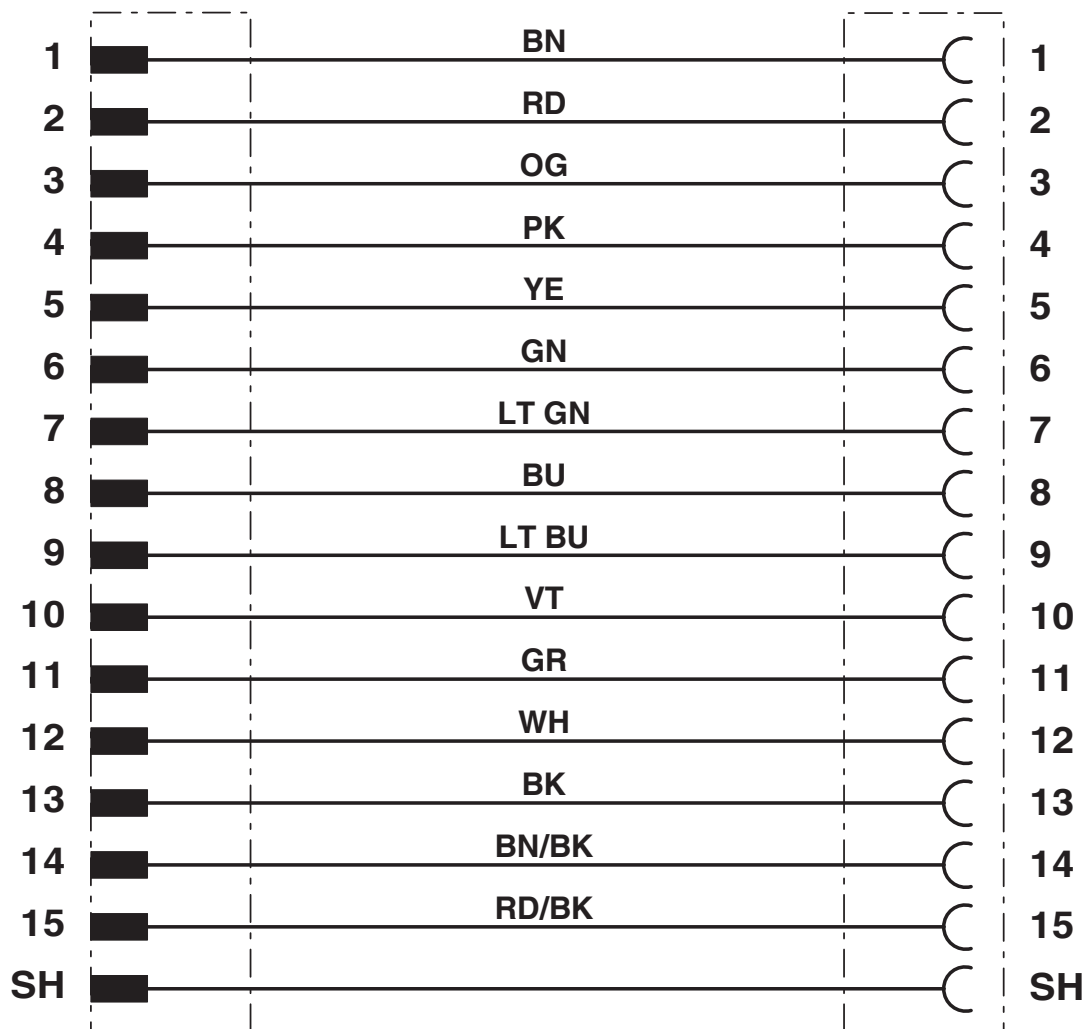 1 BN 1
2 RD 2
3 OG 3
4 PK 4
5 YE 5
6 GN 6
7 LT GN 7
8 BU 8
9 LT BU 9
10 VT 10
11 GR 11
12 WH 12
13 BK 13
14 BN/BK 14
15 RD/BK 15
SH SH